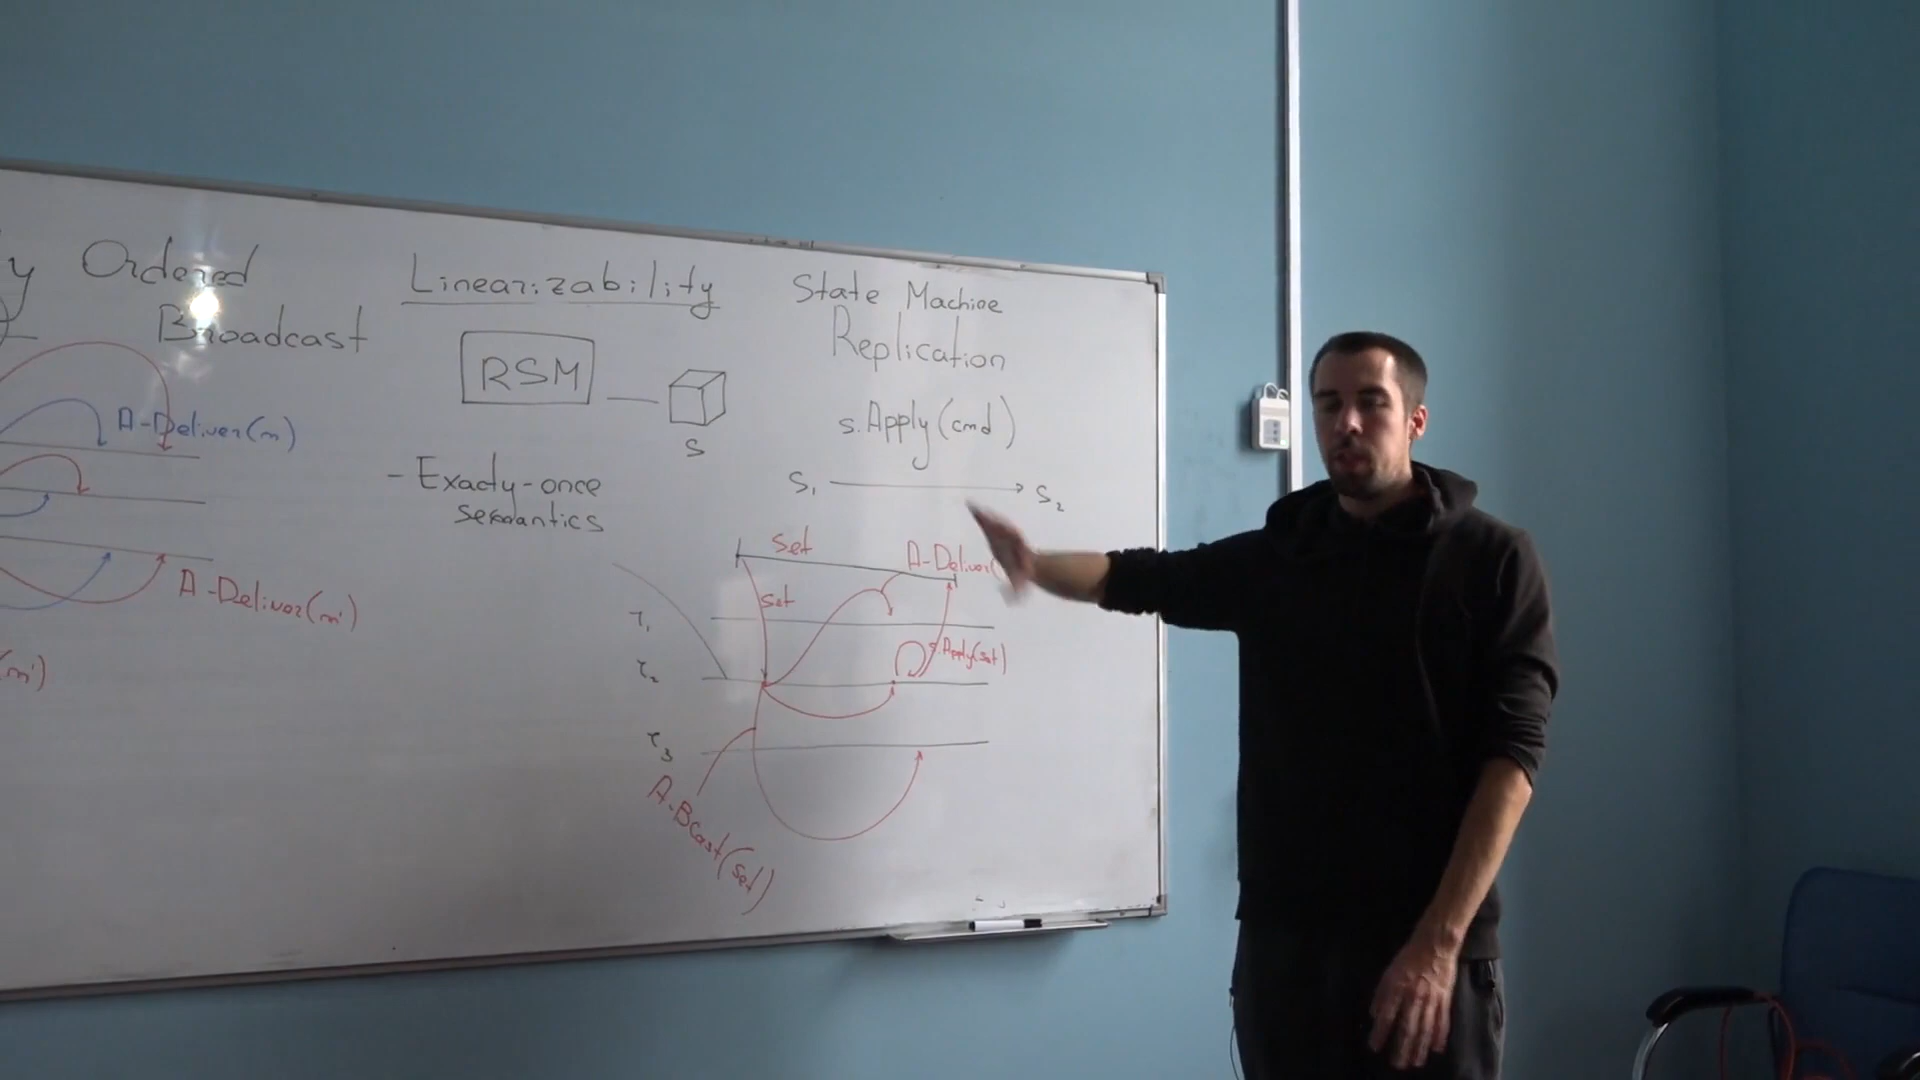 y Ordered
Broadcast
A-Deliver(m)
A-Deliver(m')
(m')
Linearizability
RSM
S
- Exactly-once
semantics
State Machine
Replication
s.Apply(cmd)
S₁ S₂
set
A-Deliver(
set
r₁
s.Apply(set)
r₂
r₃
A-Bcast(set)